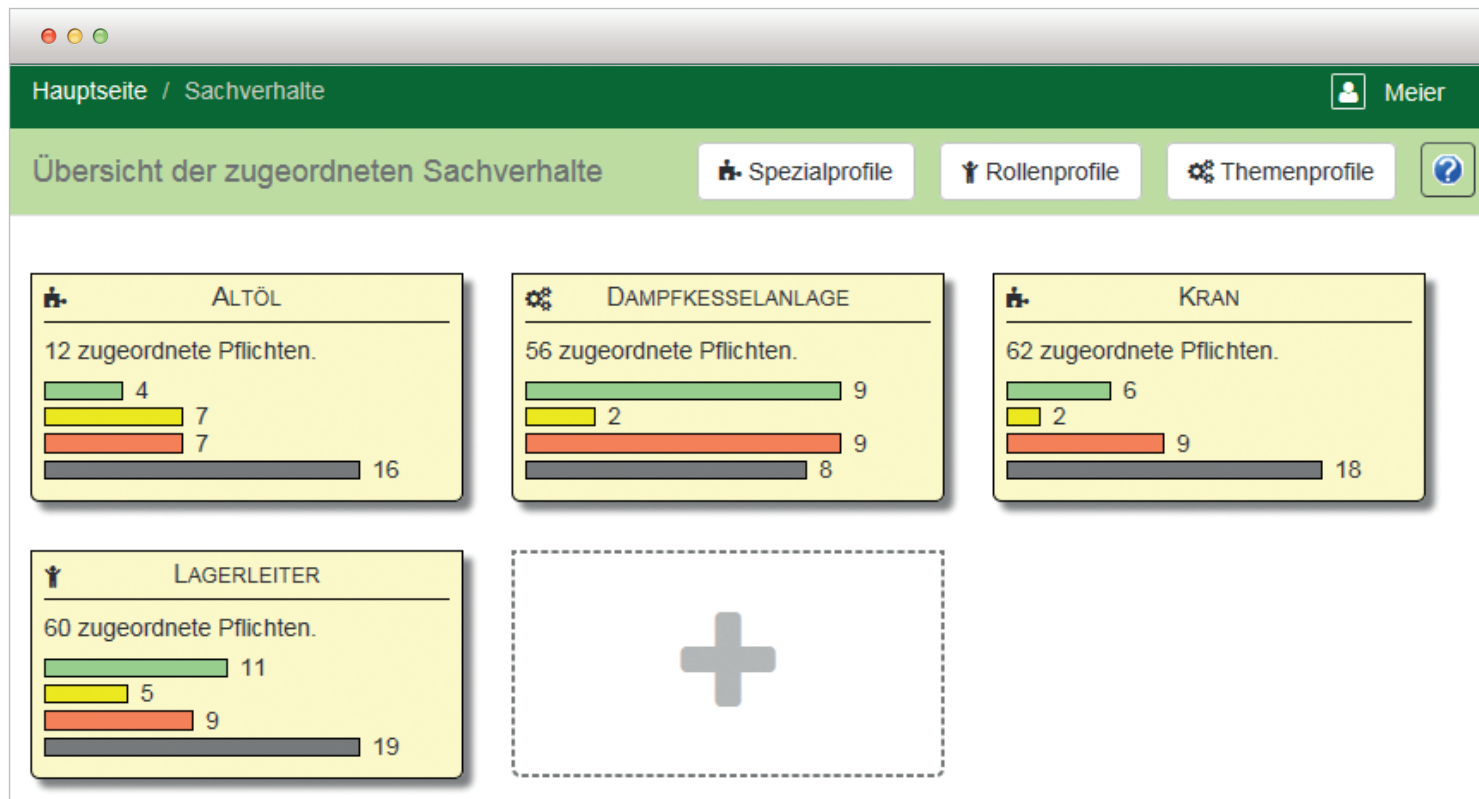 Hauptseite / Sachverhalte
Meier
Übersicht der zugeordneten Sachverhalte
Spezialprofile
Rollenprofile
Themenprofile
?
ALTÖL
12 zugeordnete Pflichten.
4
7
7
16
DAMPFKESSELANLAGE
56 zugeordnete Pflichten.
9
2
9
8
KRAN
62 zugeordnete Pflichten.
6
2
9
18
LAGERLEITER
60 zugeordnete Pflichten.
11
5
9
19